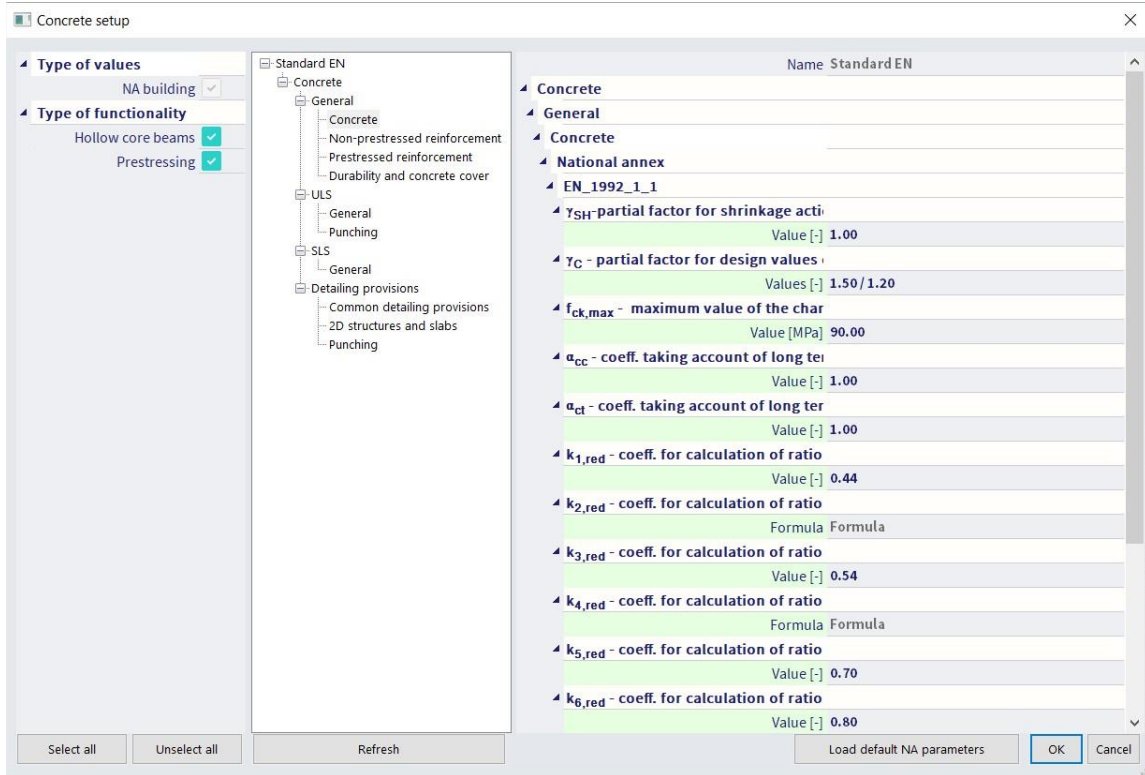 Concrete setup
Type of values
NA building
Type of functionality
Hollow core beams
Prestressing
Standard EN
Concrete
General
Concrete
Non-prestressed reinforcement
Prestressed reinforcement
Durability and concrete cover
ULS
General
Punching
SLS
General
Detailing provisions
Common detailing provisions
2D structures and slabs
Punching
Name Standard EN
Concrete
General
Concrete
National annex
EN_1992_1_1
γSH-partial factor for shrinkage acti
Value [-] 1.00
γC - partial factor for design values
Values [-] 1.50 / 1.20
fck,max - maximum value of the char
Value [MPa] 90.00
αcc - coeff. taking account of long ter
Value [-] 1.00
αct - coeff. taking account of long ter
Value [-] 1.00
k1,red - coeff. for calculation of ratio
Value [-] 0.44
k2,red - coeff. for calculation of ratio
Formula Formula
k3,red - coeff. for calculation of ratio
Value [-] 0.54
k4,red - coeff. for calculation of ratio
Formula Formula
k5,red - coeff. for calculation of ratio
Value [-] 0.70
k6,red - coeff. for calculation of ratio
Value [-] 0.80
Select all
Unselect all
Refresh
Load default NA parameters
OK
Cancel